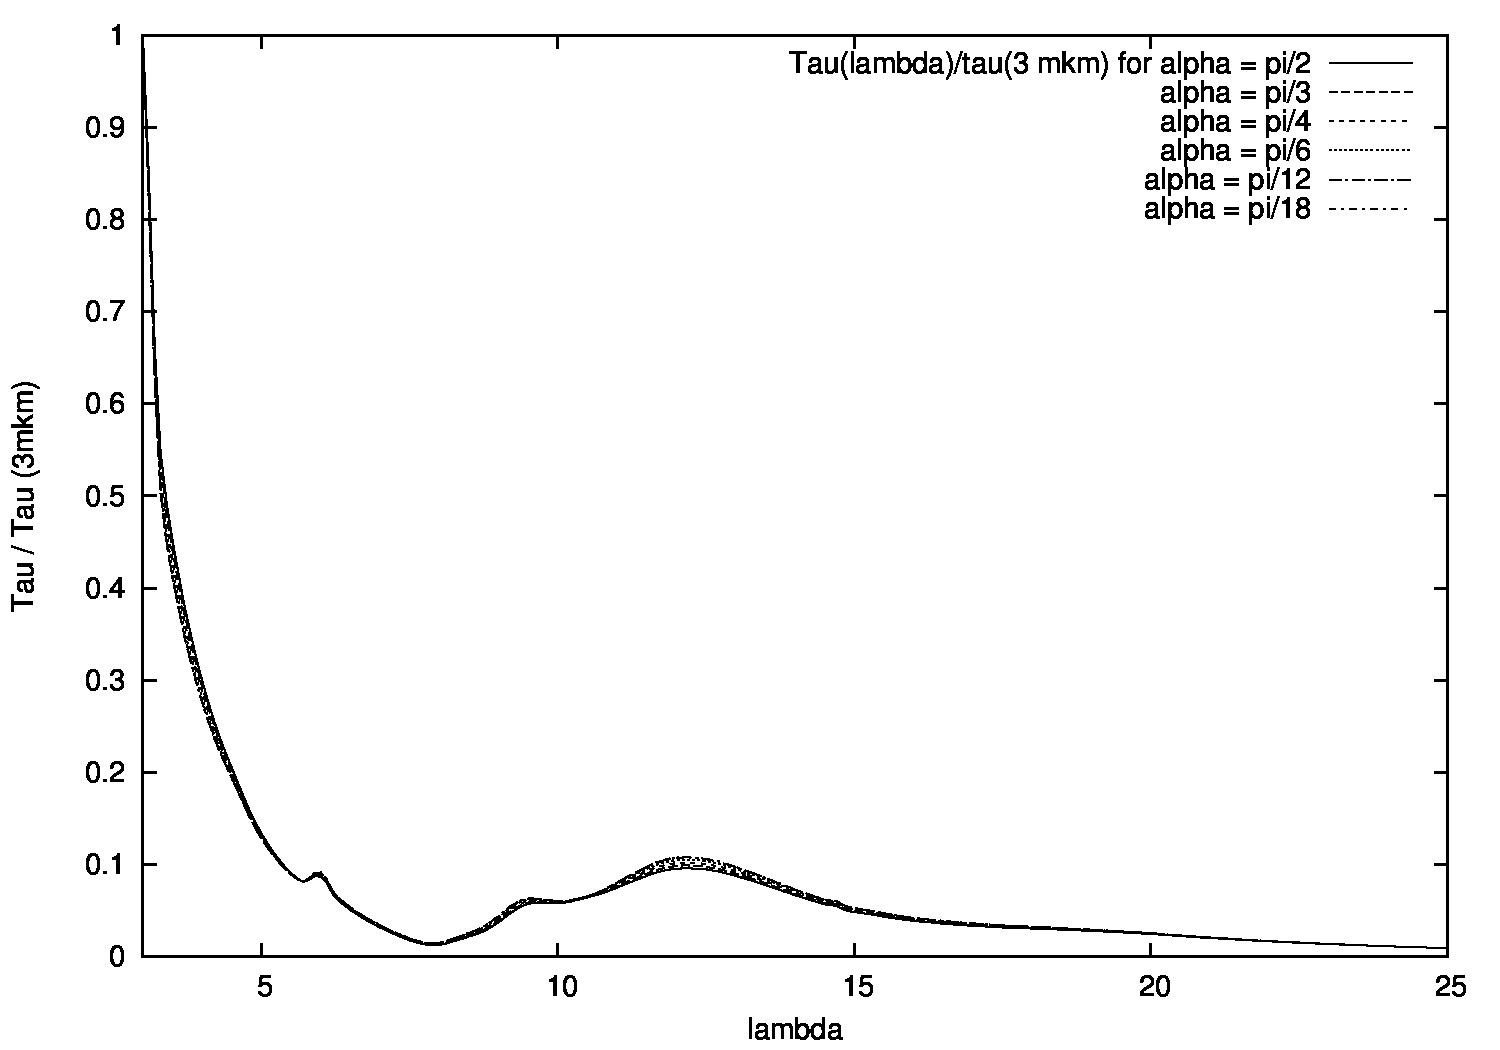 1
0.9
0.8
0.7
0.6
0.5
0.4
0.3
0.2
0.1
0
Tau / Tau (3mkm)
Tau(lambda)/tau(3 mkm) for alpha = pi/2
alpha = pi/3
alpha = pi/4
alpha = pi/6
alpha = pi/12
alpha = pi/18
5 10 15 20 25
lambda